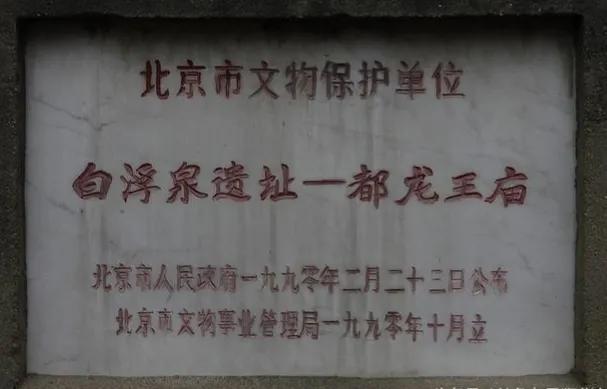 北京市文物保护单位
白浮泉遗址—都龙王庙
北京市人民政府一九九零年二月二十三日公布
北京市文物事业管理局一九九零年十月立